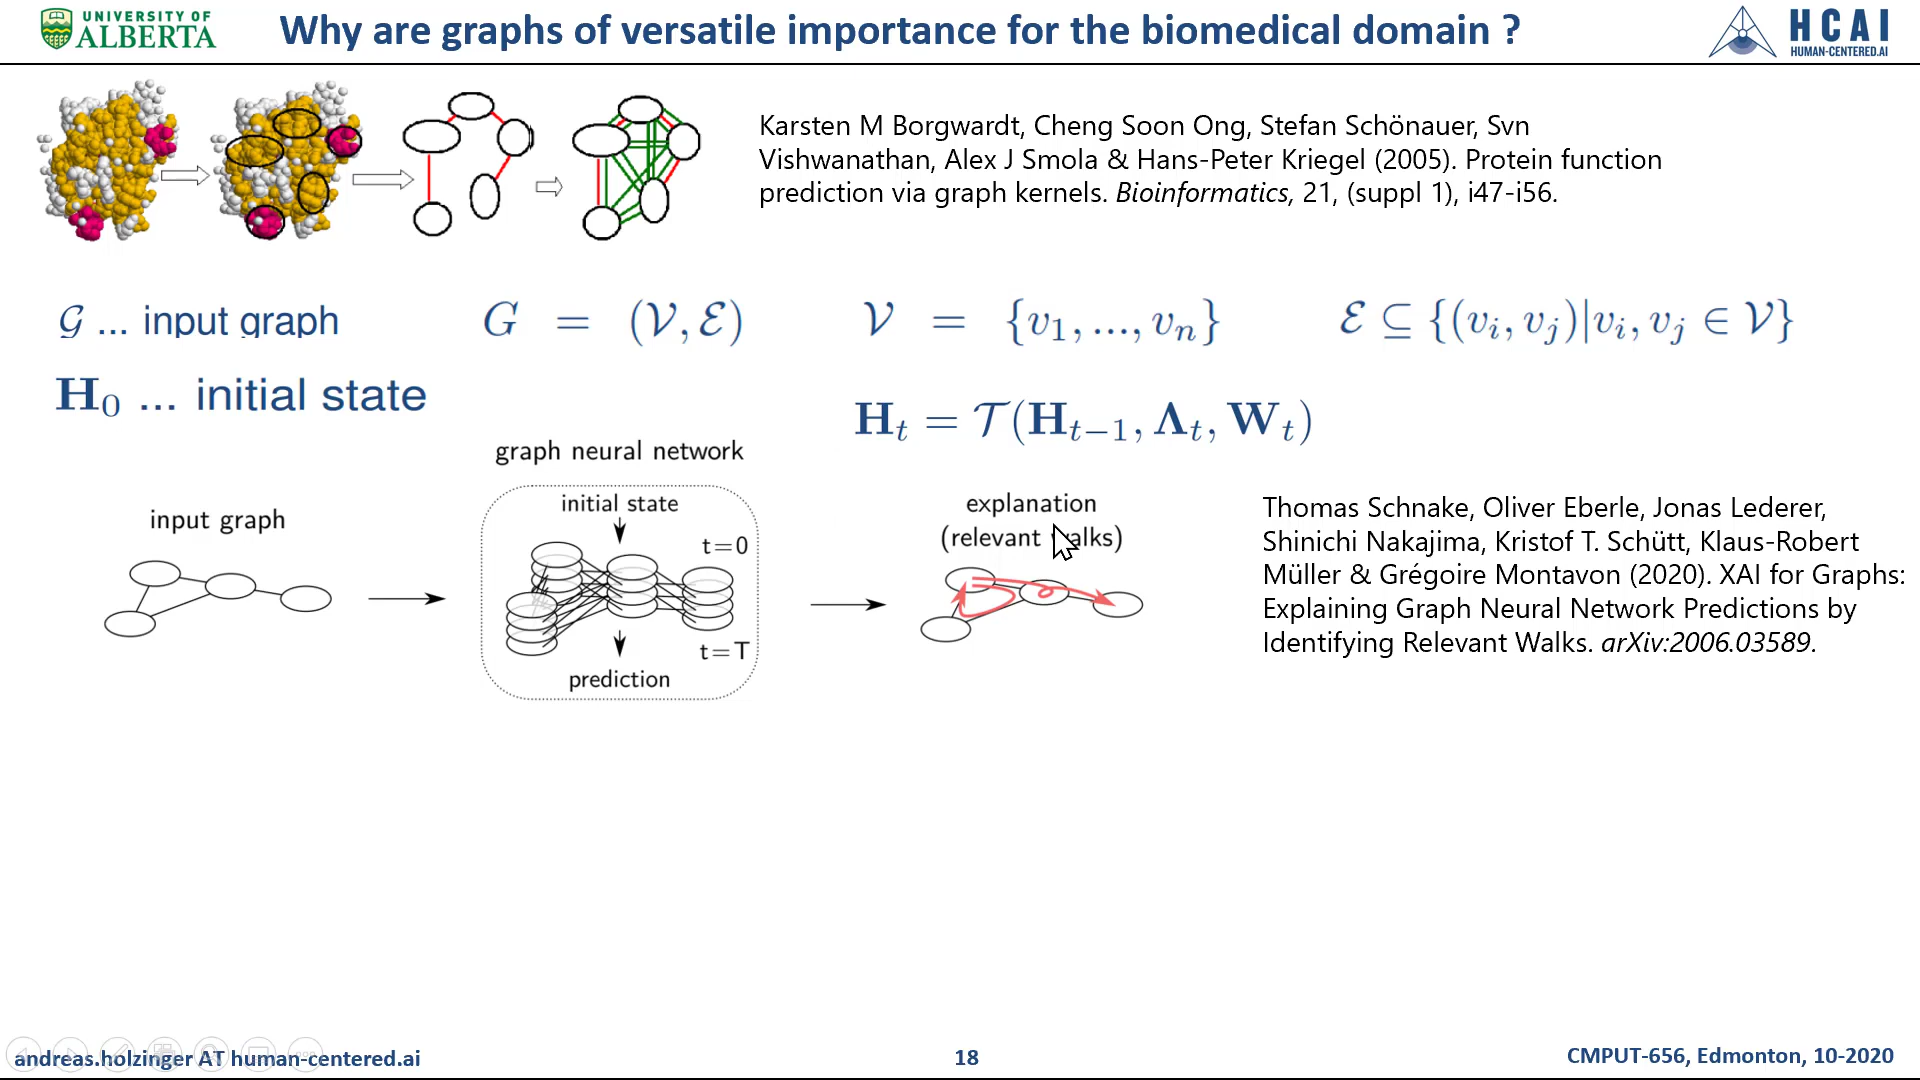 UNIVERSITY OF
ALBERTA
Why are graphs of versatile importance for the biomedical domain ?
HCAI
HUMAN-CENTERED.AI
Karsten M Borgwardt, Cheng Soon Ong, Stefan Schönauer, Svn
Vishwanathan, Alex J Smola & Hans-Peter Kriegel (2005). Protein function
prediction via graph kernels. Bioinformatics, 21, (suppl 1), i47-i56.
𝒢 ... input graph
G = (𝒱, ℰ)
𝒱 = {v₁, ..., vₙ}
ℰ ⊆ {(vᵢ, vⱼ)|vᵢ, vⱼ ∈ 𝒱}
H₀ ... initial state
Hₜ = 𝒯(Hₜ₋₁, Λₜ, Wₜ)
graph neural network
input graph
initial state
t=0
t=T
prediction
explanation
(relevant walks)
Thomas Schnake, Oliver Eberle, Jonas Lederer,
Shinichi Nakajima, Kristof T. Schütt, Klaus-Robert
Müller & Grégoire Montavon (2020). XAI for Graphs:
Explaining Graph Neural Network Predictions by
Identifying Relevant Walks. arXiv:2006.03589.
andreas.holzinger AT human-centered.ai
18
CMPUT-656, Edmonton, 10-2020